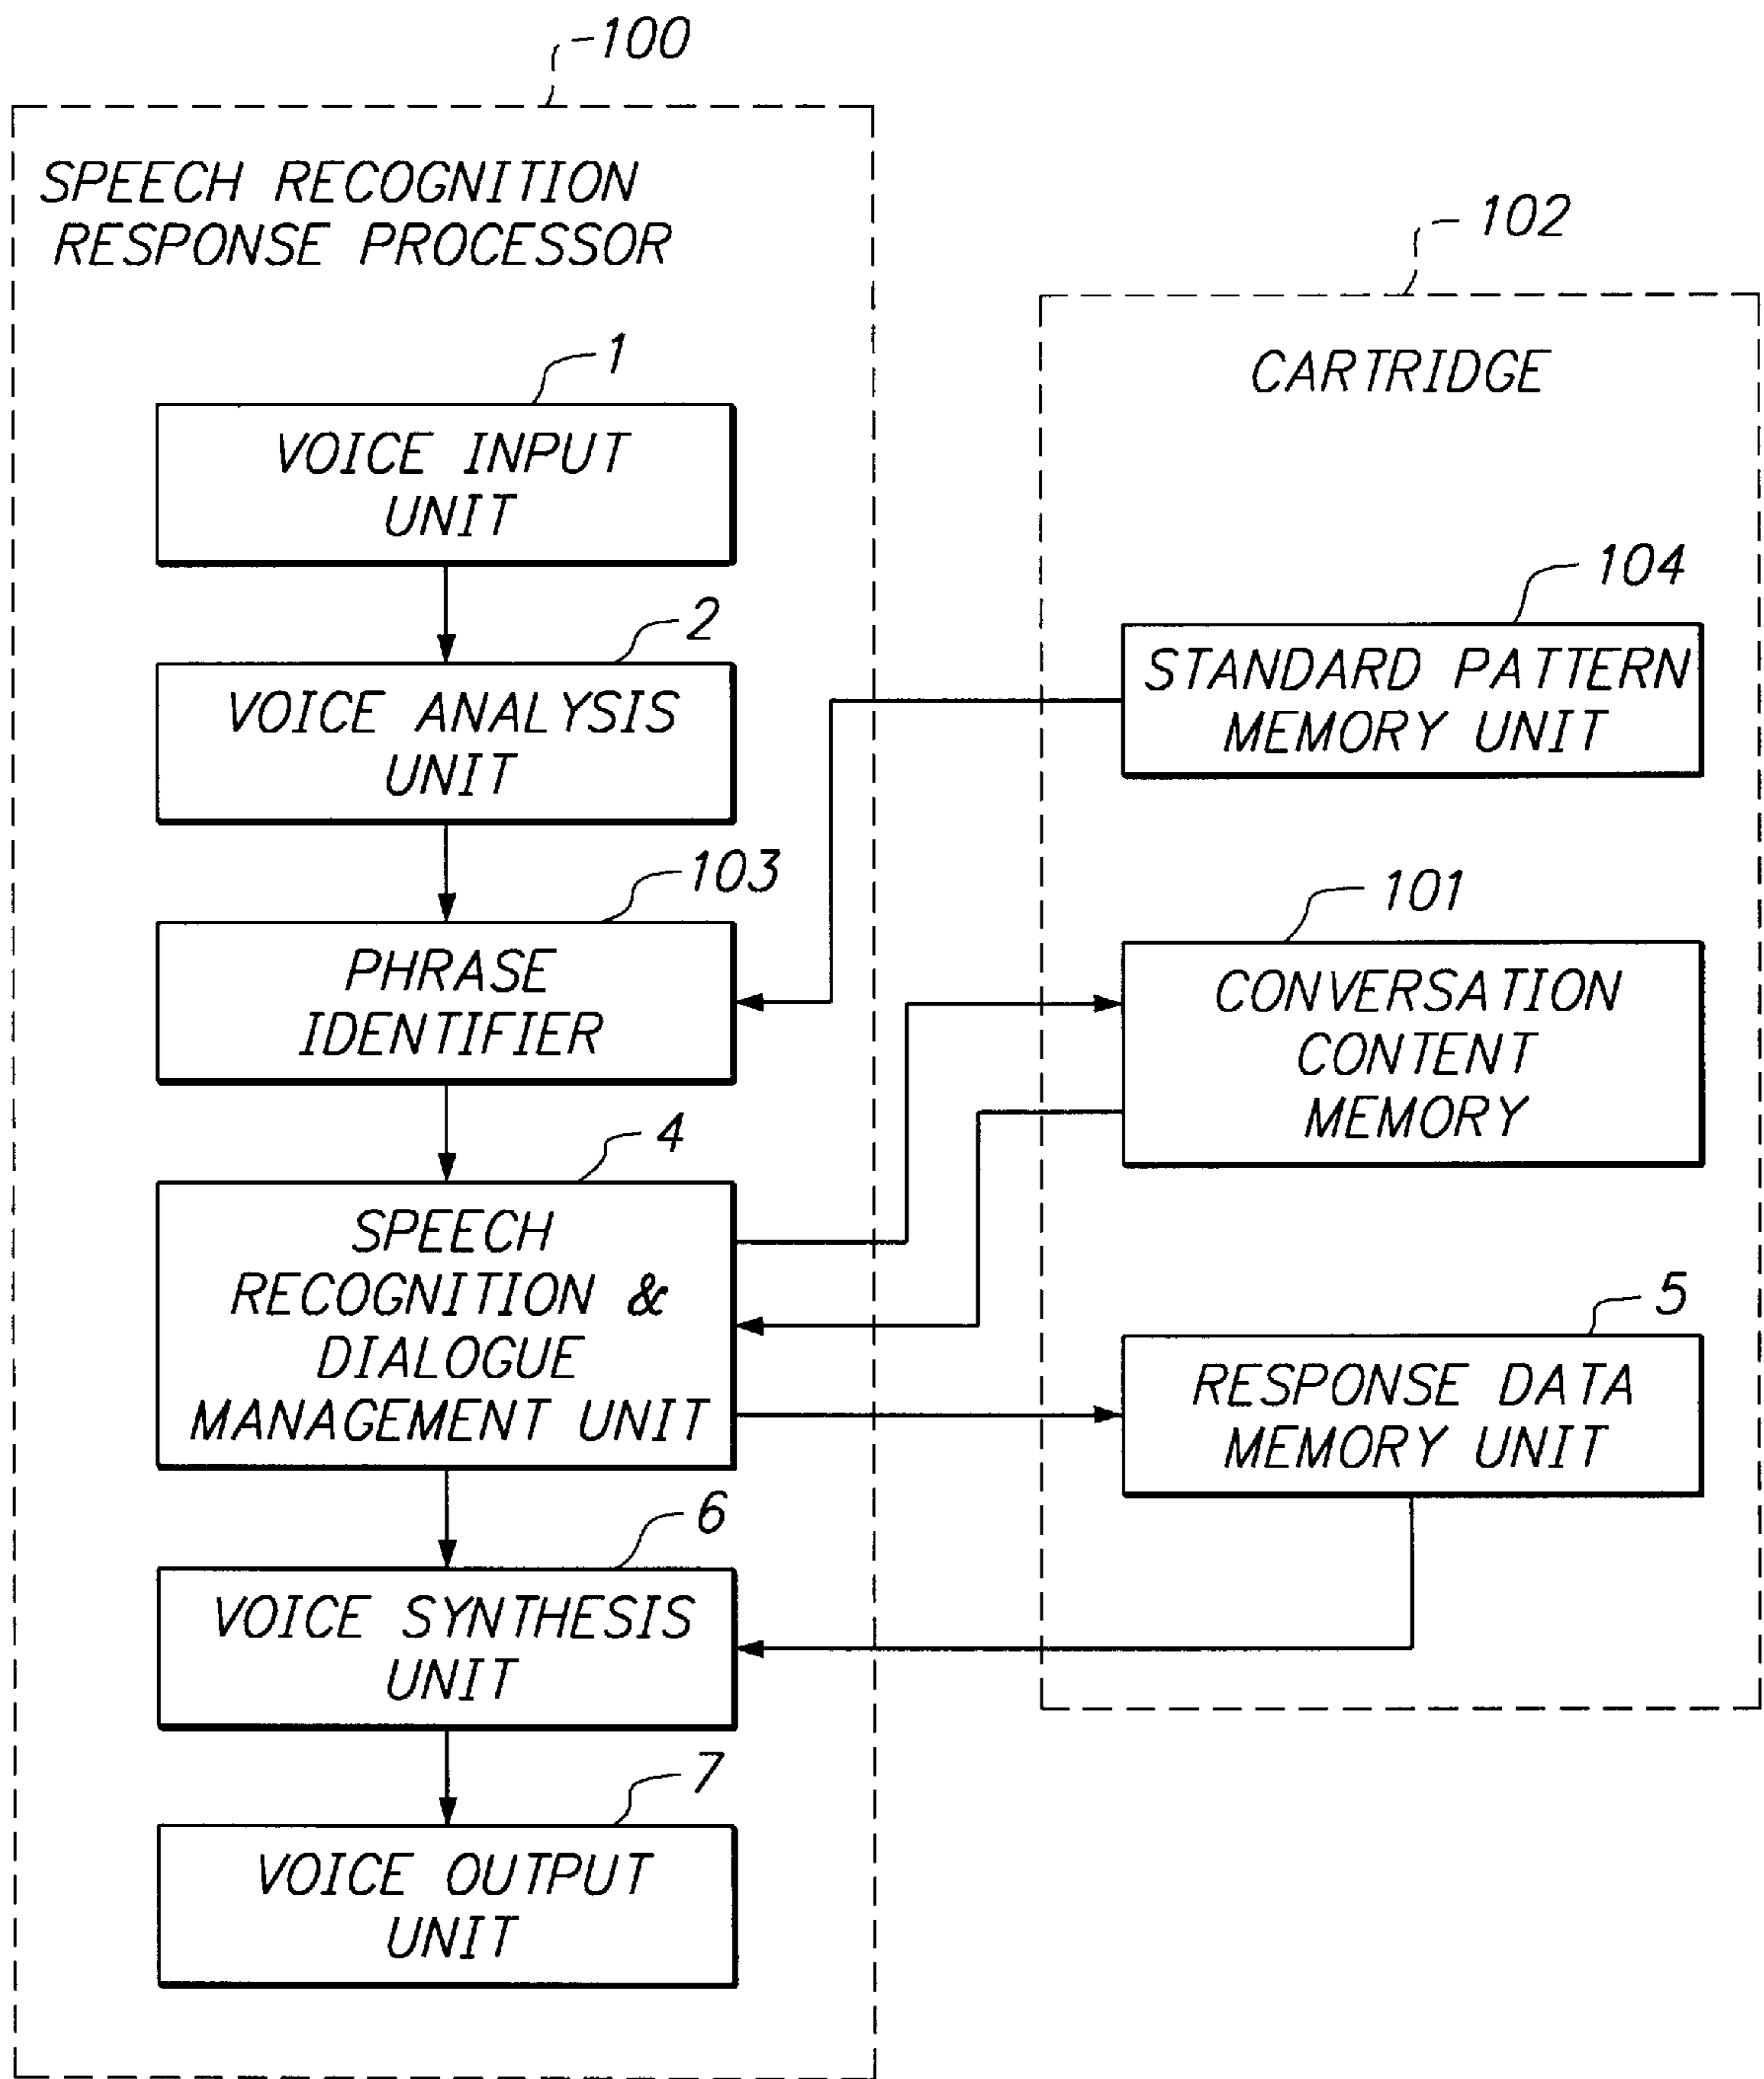 100
SPEECH RECOGNITION
RESPONSE PROCESSOR
1
VOICE INPUT
UNIT
2
VOICE ANALYSIS
UNIT
103
PHRASE
IDENTIFIER
4
SPEECH
RECOGNITION &
DIALOGUE
MANAGEMENT UNIT
6
VOICE SYNTHESIS
UNIT
7
VOICE OUTPUT
UNIT
102
CARTRIDGE
104
STANDARD PATTERN
MEMORY UNIT
101
CONVERSATION
CONTENT
MEMORY
5
RESPONSE DATA
MEMORY UNIT